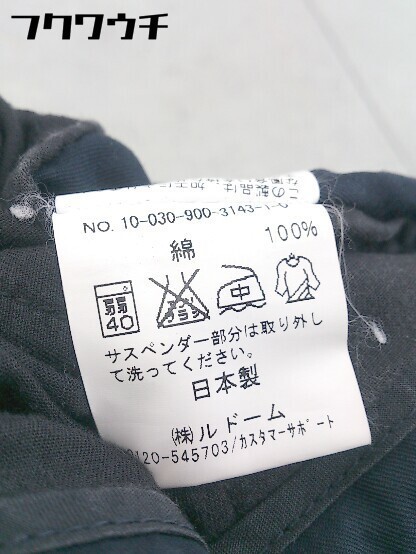 フクワウチ
NO. 10-030-900-3143-1-0
綿 100%
弱
40
中
サスペンダー部分は取り外し
て洗ってください。
日本製
(株)ルドーム
0120-545703/カスタマーサポート